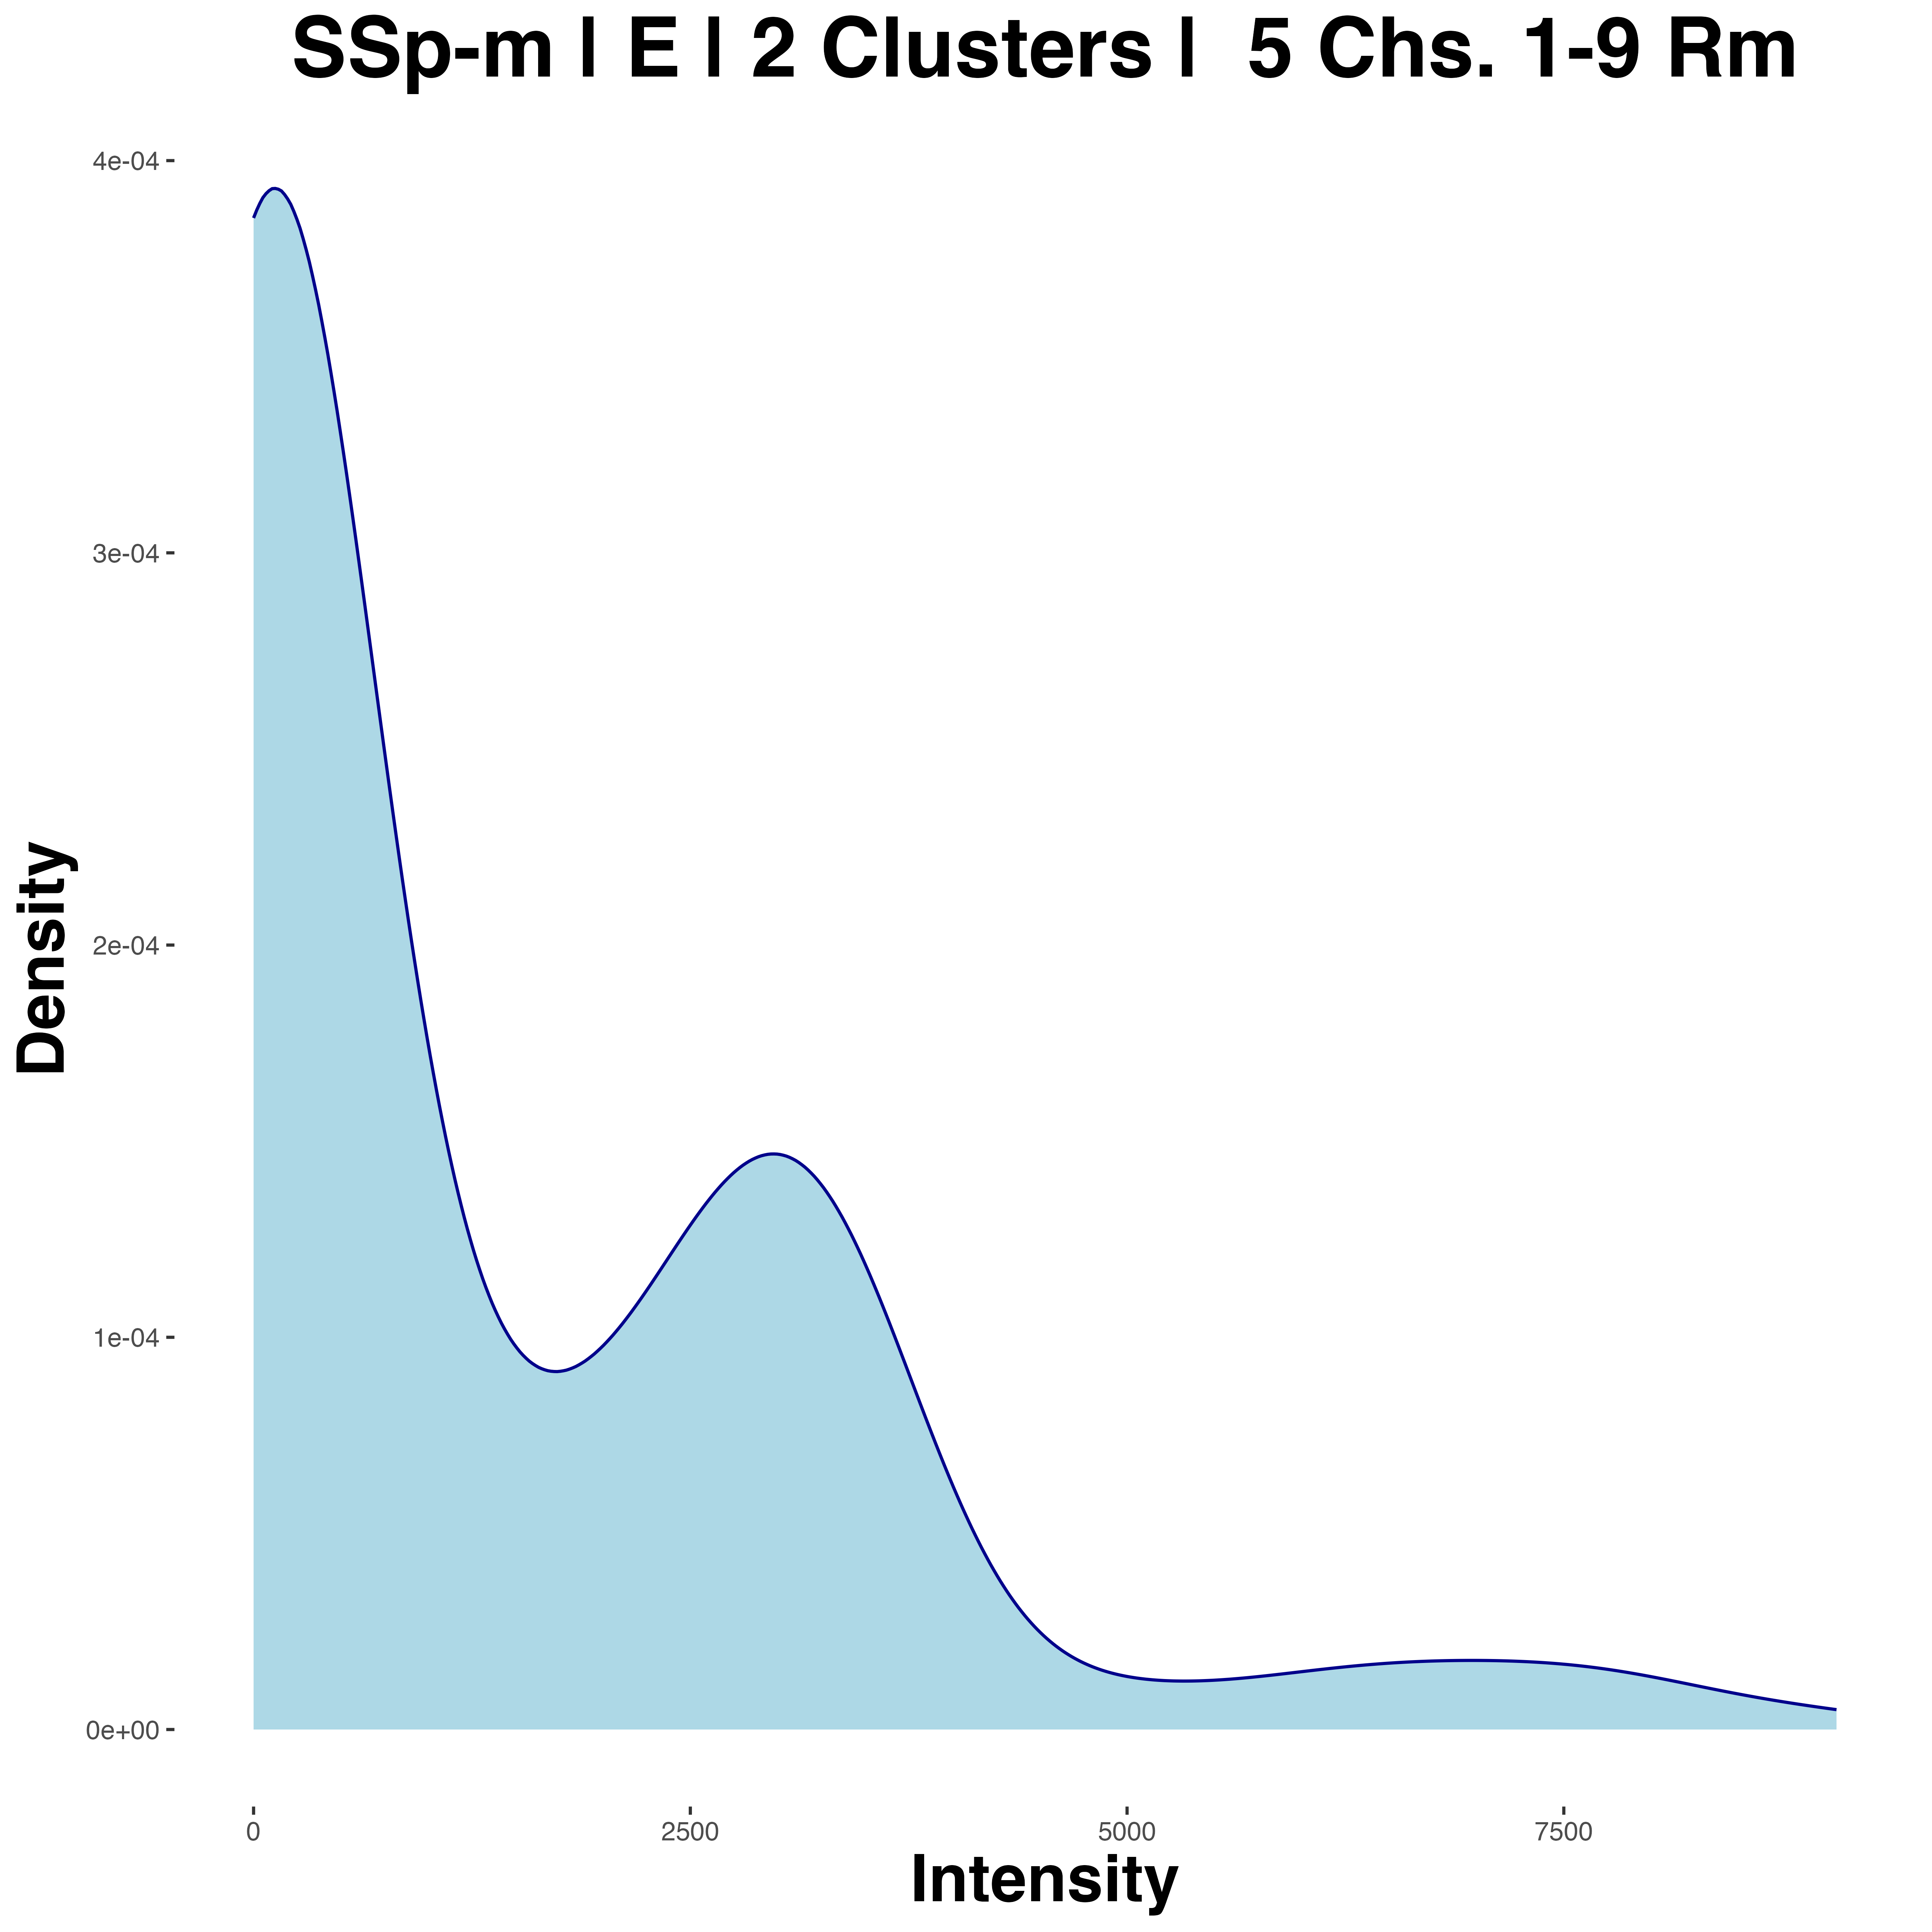 SSp-m | E | 2 Clusters |  5 Chs. 1-9 Rm
4e-04
3e-04
2e-04
1e-04
0e+00
Density
0 2500 5000 7500
Intensity